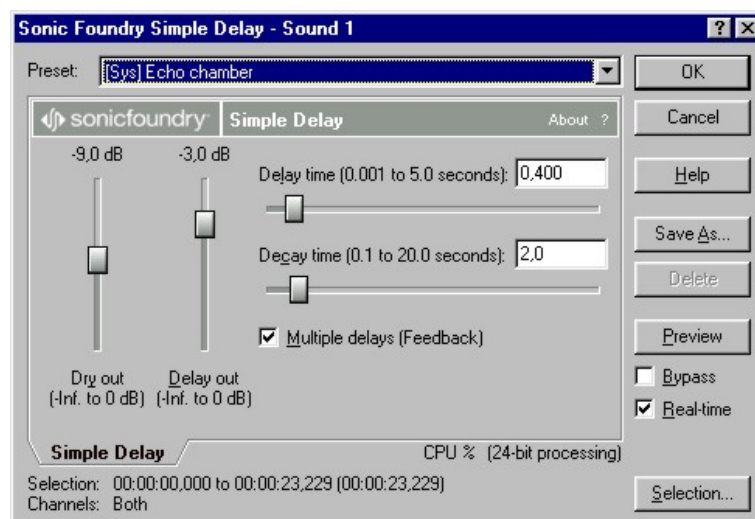 Sonic Foundry Simple Delay - Sound 1
Preset: [Sys] Echo chamber
OK
sonicfoundry Simple Delay About ?
Cancel
-9,0 dB -3,0 dB
Delay time (0.001 to 5.0 seconds): 0,400
Help
Save As...
Decay time (0.1 to 20.0 seconds): 2,0
Delete
Multiple delays (Feedback)
Preview
Dry out Delay out
(-Inf. to 0 dB) (-Inf. to 0 dB)
Bypass
Real-time
Simple Delay CPU % (24-bit processing)
Selection: 00:00:00,000 to 00:00:23,229 (00:00:23,229)
Channels: Both
Selection...